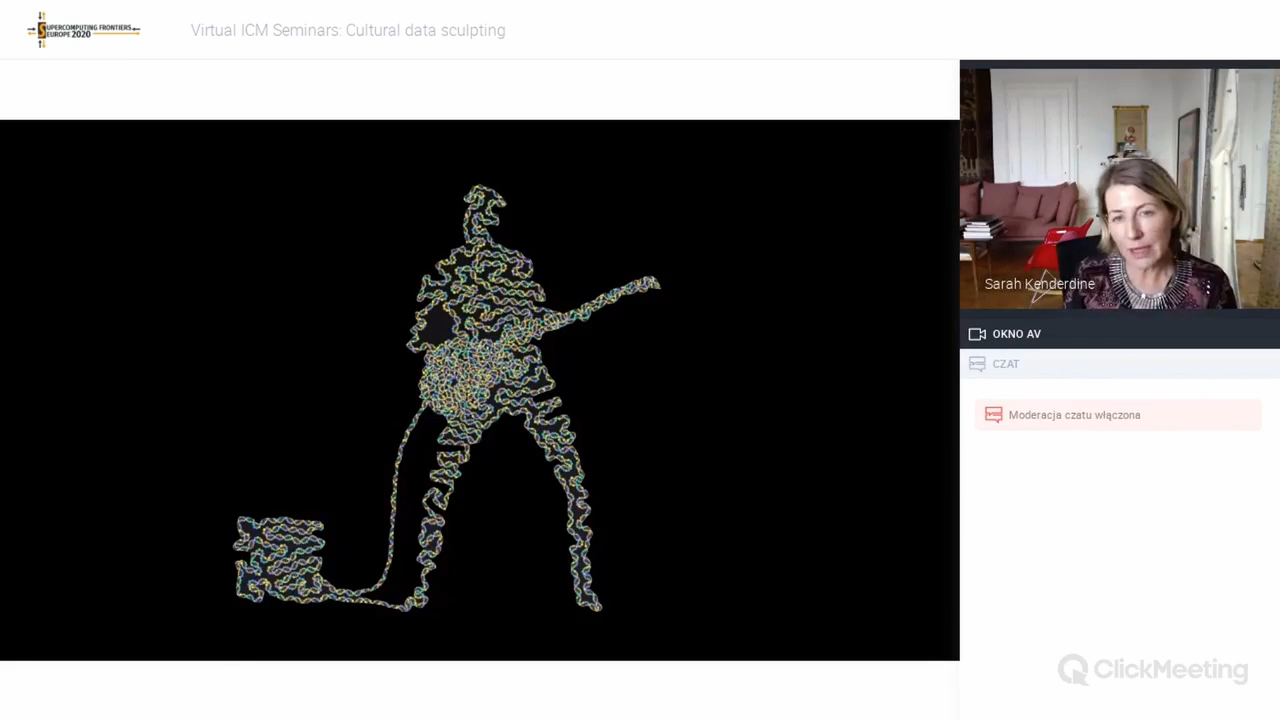 SUPERCOMPUTING FRONTIERS
EUROPE 2020
Virtual ICM Seminars: Cultural data sculpting
Sarah Kenderdine
OKNO AV
CZAT
Moderacja czatu włączona
ClickMeeting